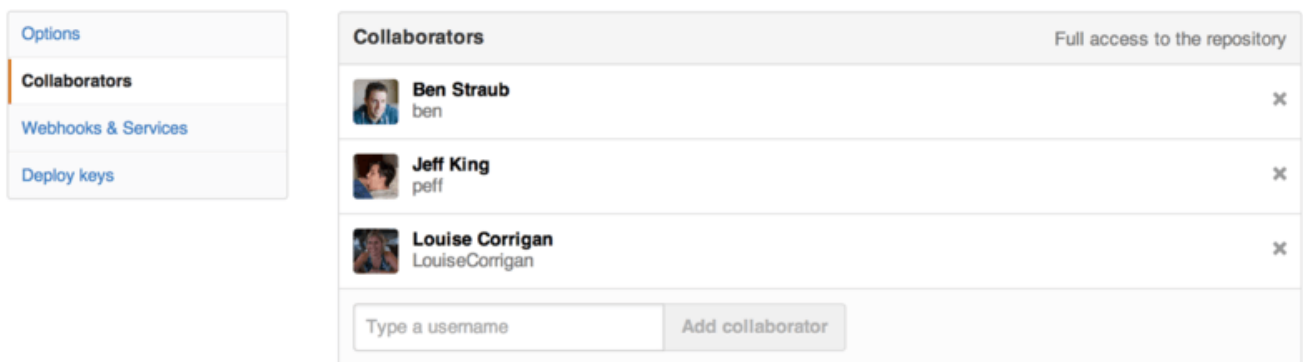 Options
Collaborators
Webhooks & Services
Deploy keys
Collaborators
Full access to the repository
Ben Straub
ben
Jeff King
peff
Louise Corrigan
LouiseCorrigan
Type a username
Add collaborator